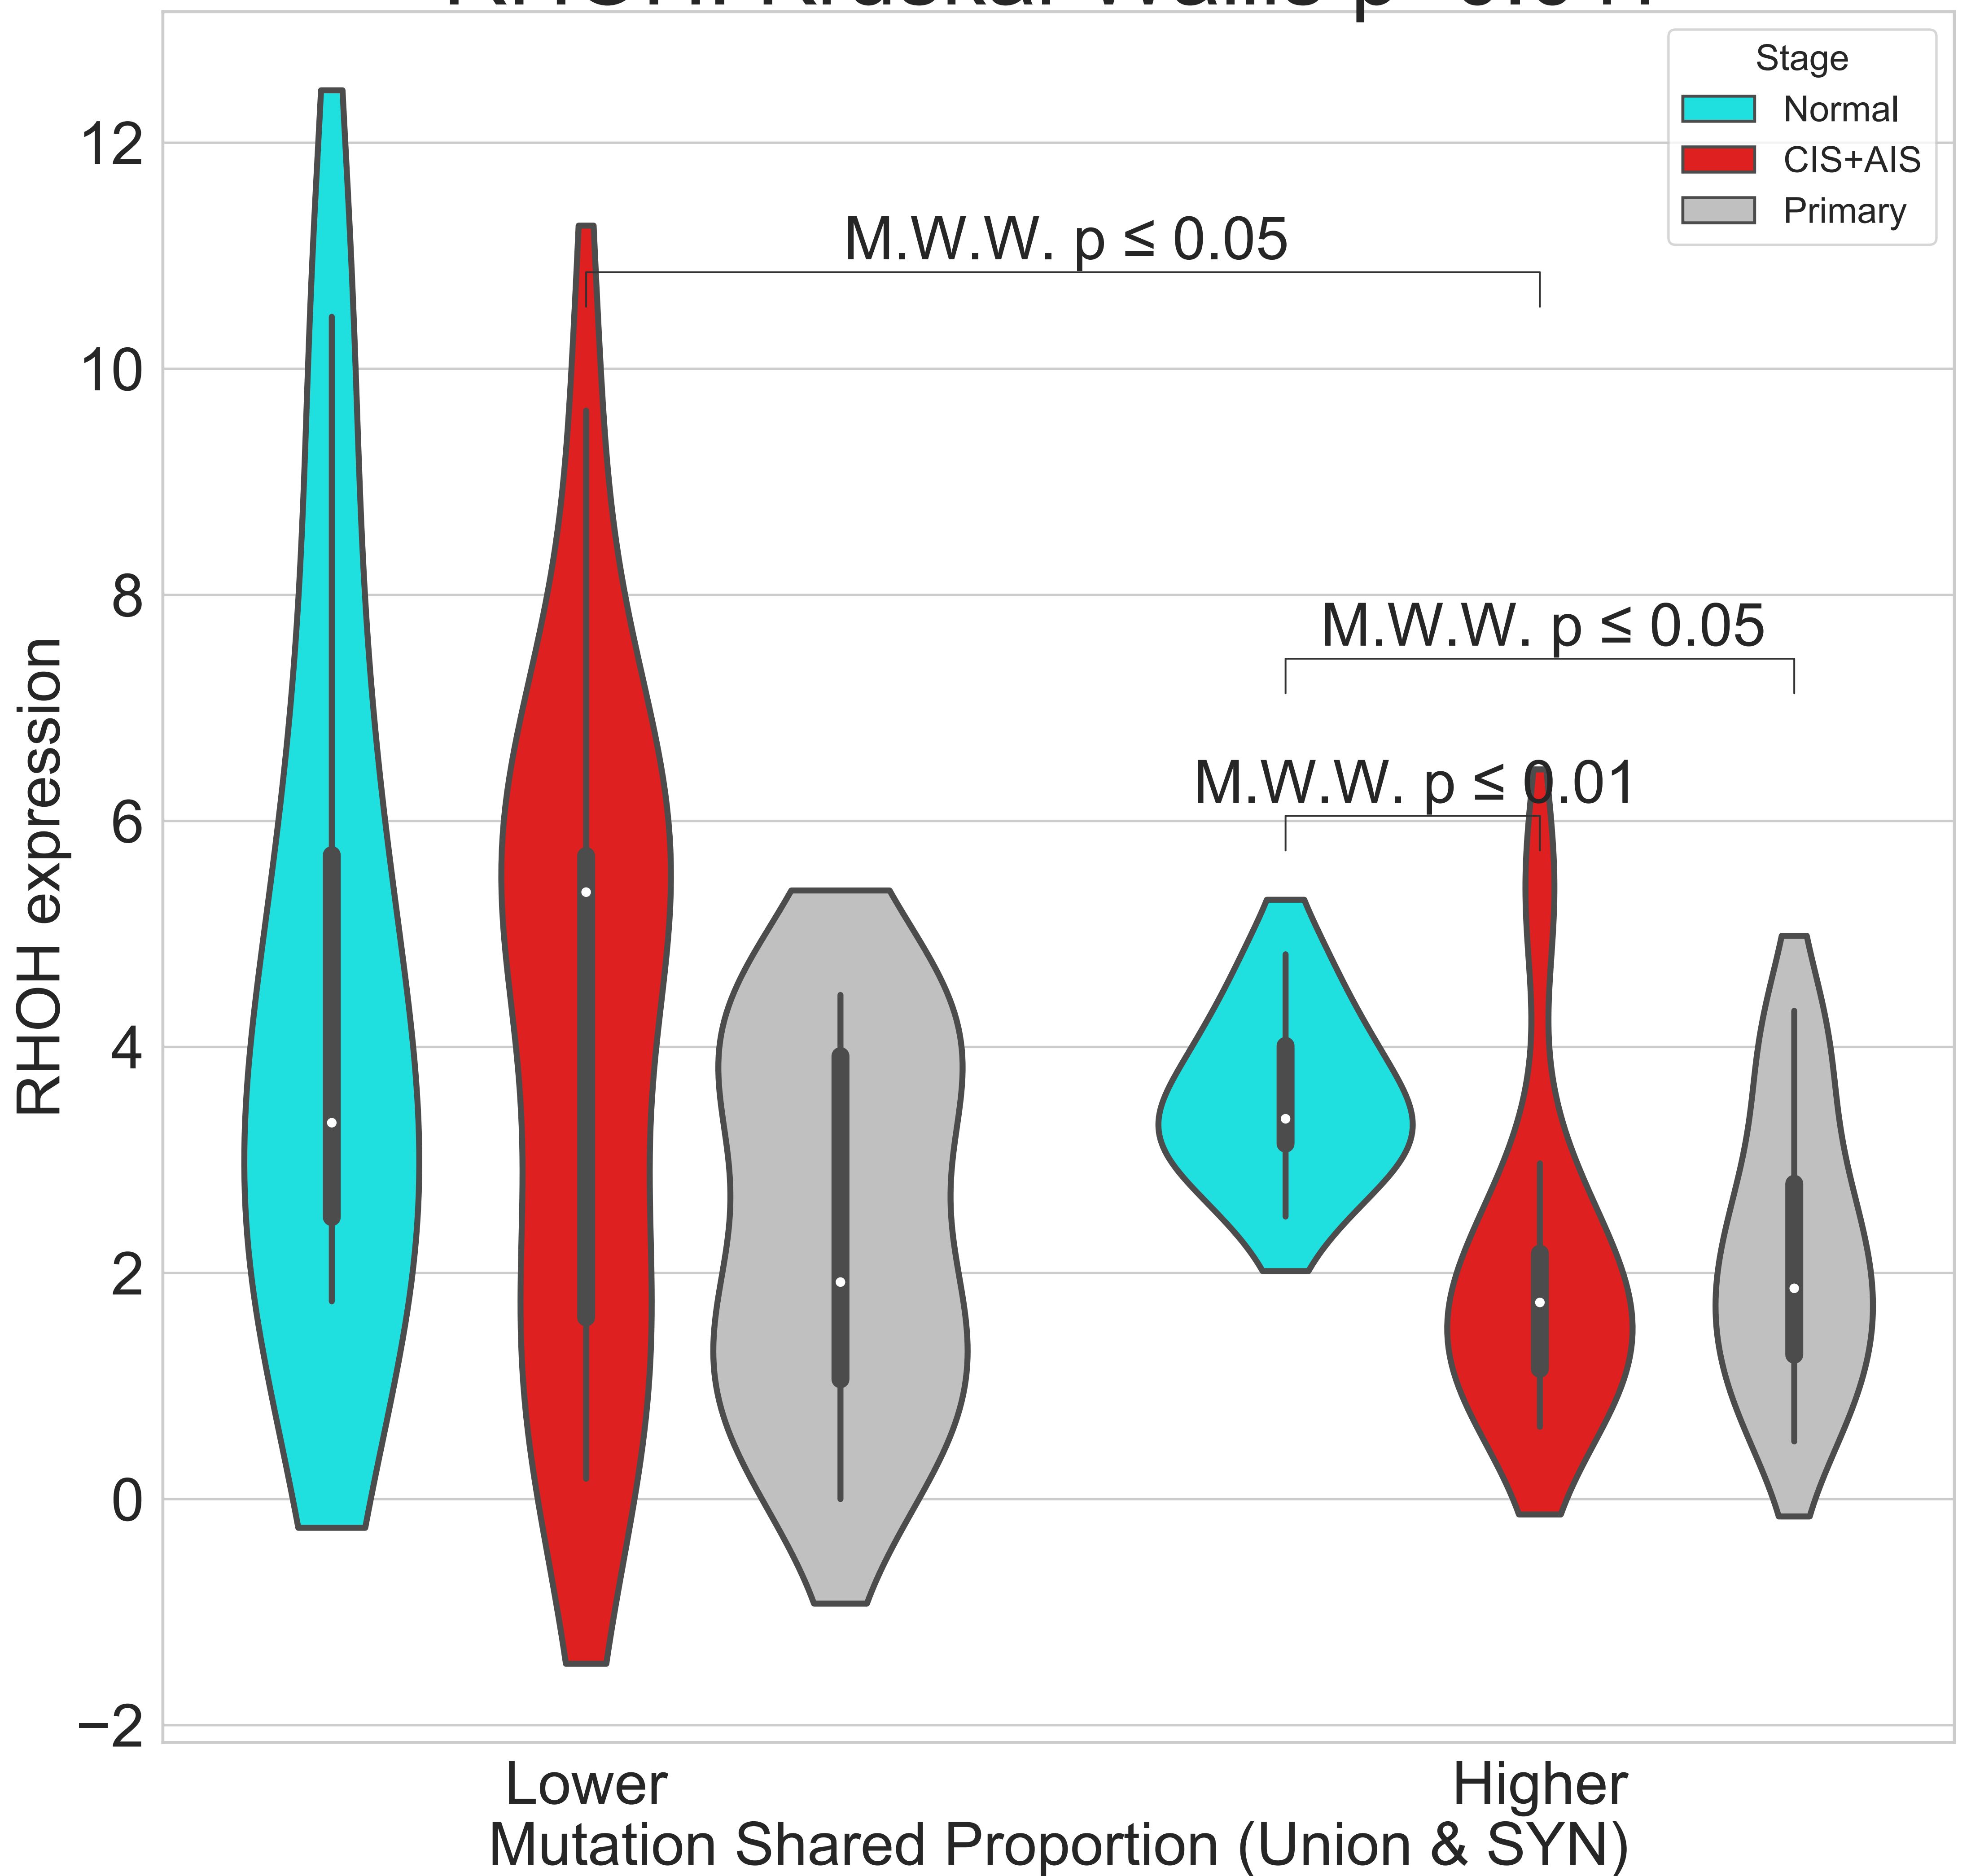 Stage
Normal
CIS+AIS
Primary
12
10
8
6
4
2
0
−2
RHOH expression
M.W.W. p ≤ 0.05
M.W.W. p ≤ 0.05
M.W.W. p ≤ 0.01
Lower
Higher
Mutation Shared Proportion (Union & SYN)